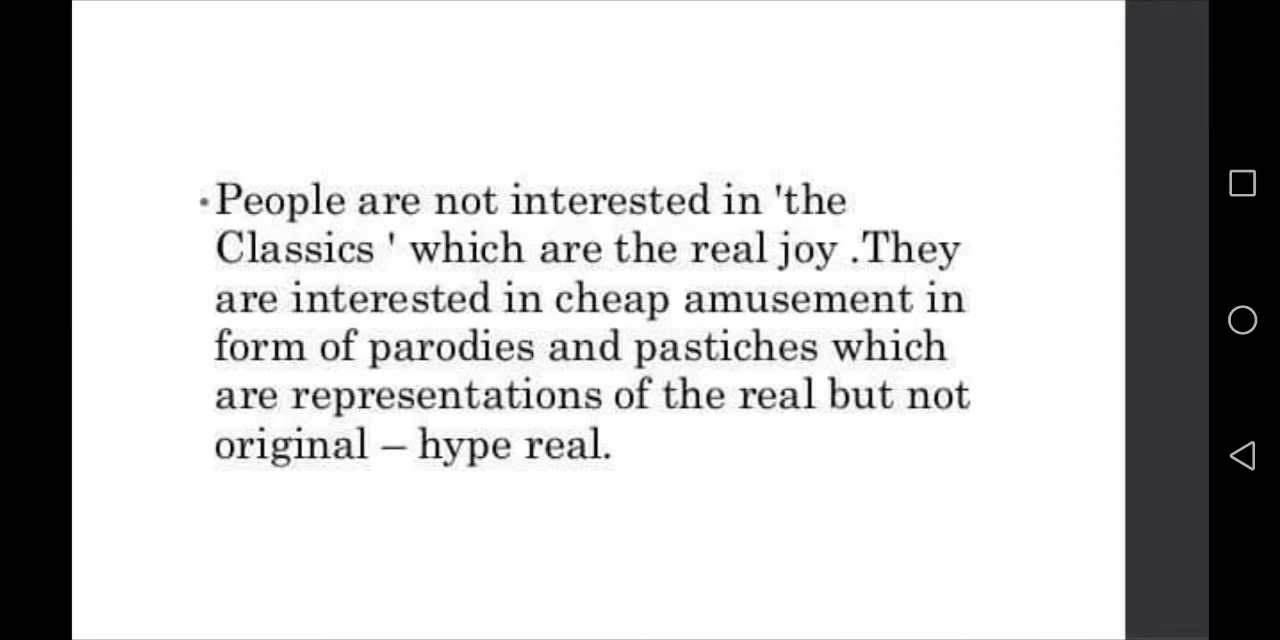 •People are not interested in 'the
Classics ' which are the real joy .They
are interested in cheap amusement in
form of parodies and pastiches which
are representations of the real but not
original – hype real.